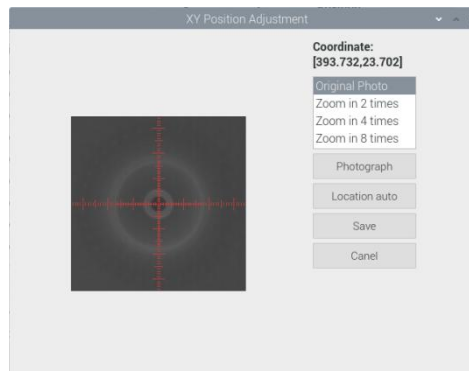 XY Position Adjustment
Coordinate:
[393.732,23.702]
Original Photo
Zoom in 2 times
Zoom in 4 times
Zoom in 8 times
Photograph
Location auto
Save
Canel